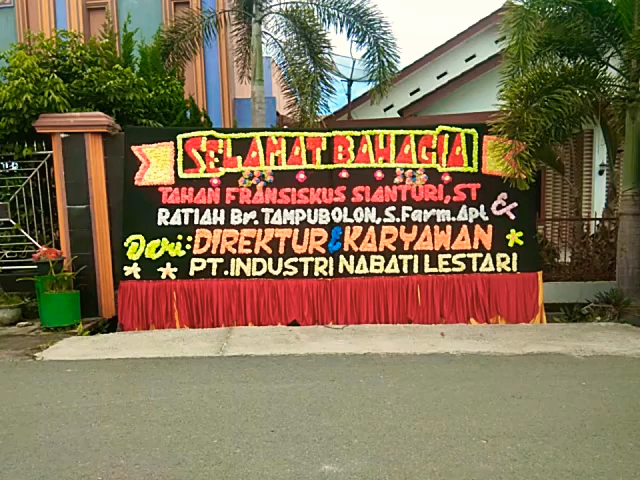 SELAMAT BAHAGIA
TAHAN FRANSISKUS SIANTURI, ST
&
RATIAH Br. TAMPUBOLON, S.Farm.Apt
Dari: DIREKTUR & KARYAWAN
PT. INDUSTRI NABATI LESTARI